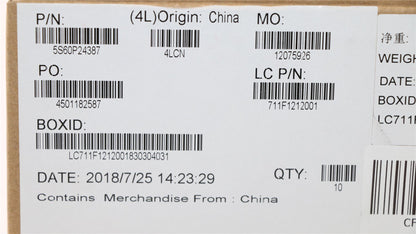 P/N: (4L)Origin: China MO:
5S60P24387 4LCN 12075926
PO: LC P/N:
4501182587 711F1212001
BOXID:
LC711F1212001830304031
DATE: 2018/7/25 14:23:29 QTY:
10
Contains Merchandise From : China
净重:
WEIGH
DATE:
BOXID
LC711F